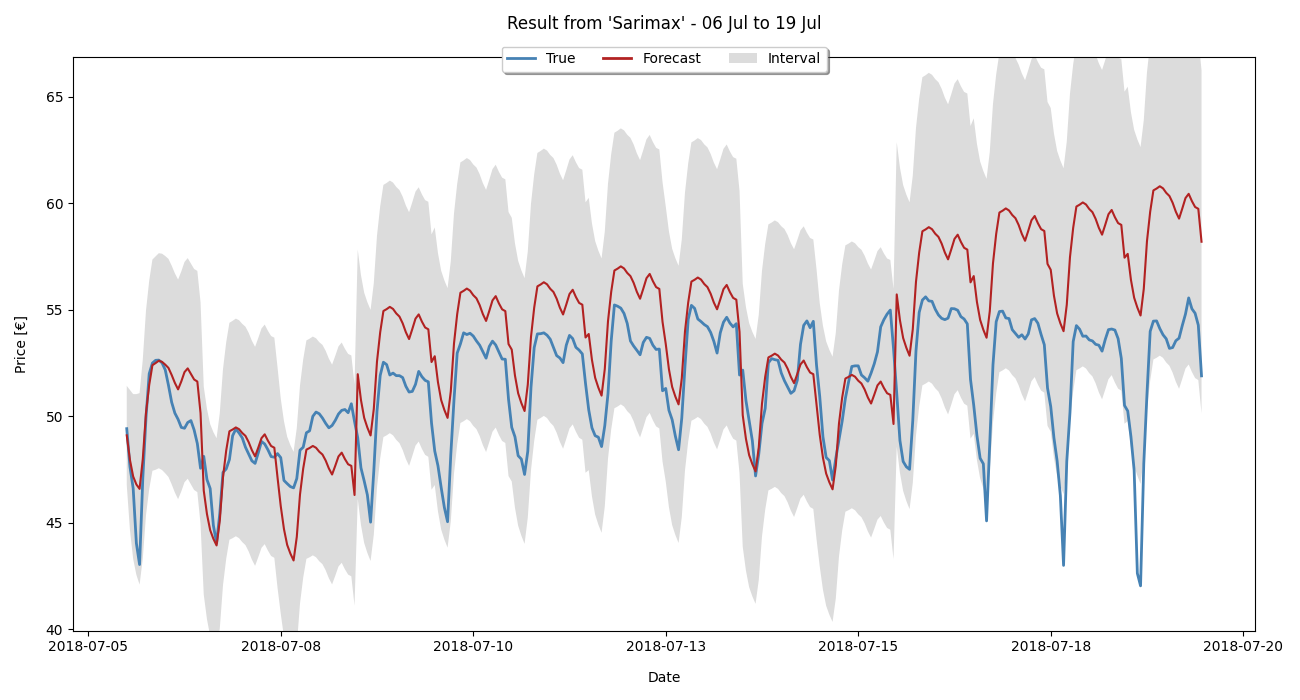 Result from 'Sarimax' - 06 Jul to 19 Jul
True Forecast Interval
65
60
55
50
45
40
Price [€]
2018-07-05 2018-07-08 2018-07-10 2018-07-13 2018-07-15 2018-07-18 2018-07-20
Date